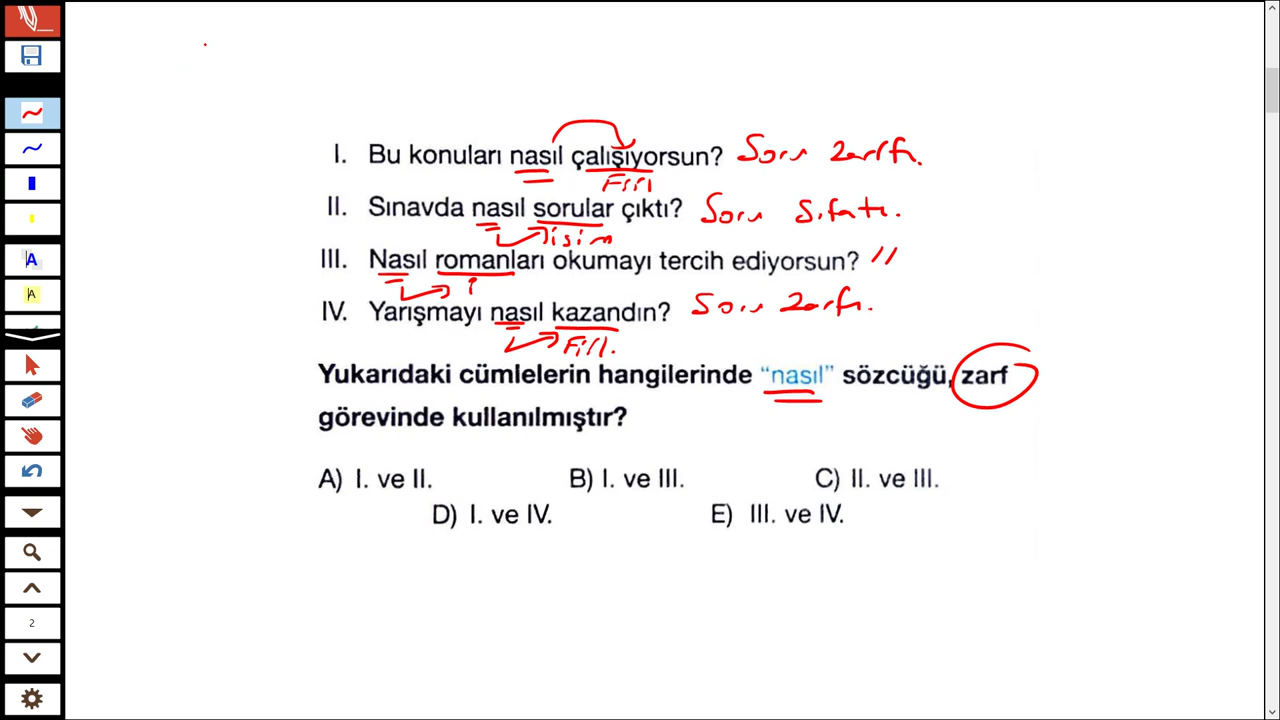 I. Bu konuları nasıl çalışıyorsun? Soru zarfı.
Fiil
II. Sınavda nasıl sorular çıktı? Soru sıfatı.
isim
III. Nasıl romanları okumayı tercih ediyorsun? "
i
IV. Yarışmayı nasıl kazandın? Soru zarfı.
Fiil.
Yukarıdaki cümlelerin hangilerinde “nasıl” sözcüğü, zarf
görevinde kullanılmıştır?
A) I. ve II. B) I. ve III. C) II. ve III.
D) I. ve IV. E) III. ve IV.
A
A
2